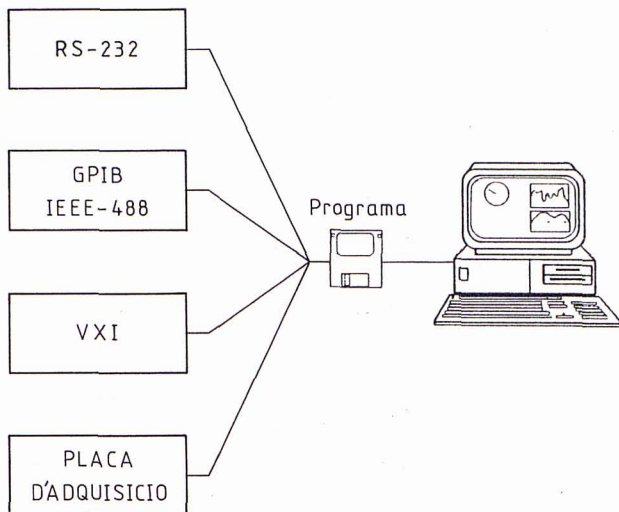 RS-232
GPIB
IEEE-488
Programa
VXI
PLACA
D'ADQUISICIO